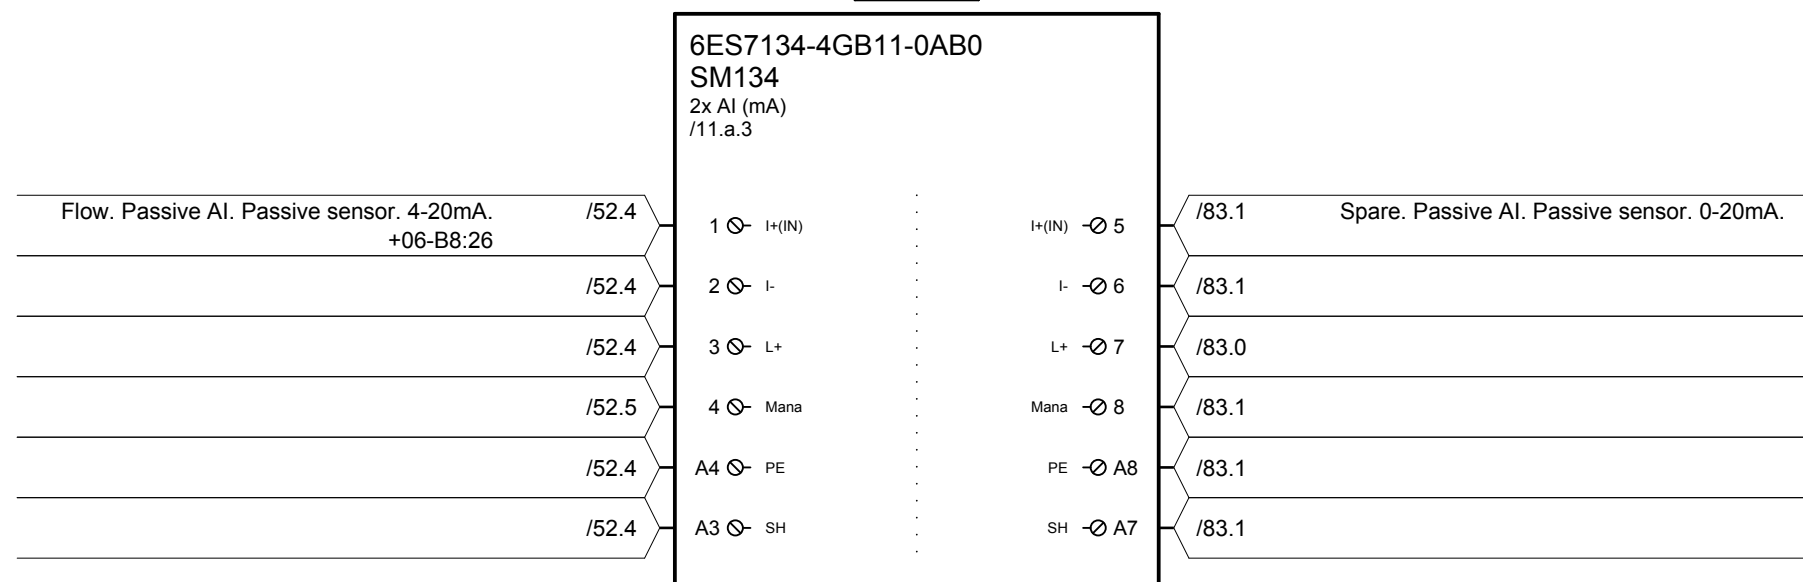 6ES7134-4GB11-0AB0
SM134
2x AI (mA)
/11.a.3
Flow. Passive AI. Passive sensor. 4-20mA. /52.4 1 I+(IN) I+(IN) 5 /83.1 Spare. Passive AI. Passive sensor. 0-20mA.
+06-B8:26
/52.4 2 I- I- 6 /83.1
/52.4 3 L+ L+ 7 /83.0
/52.5 4 Mana Mana 8 /83.1
/52.4 A4 PE PE A8 /83.1
/52.4 A3 SH SH A7 /83.1